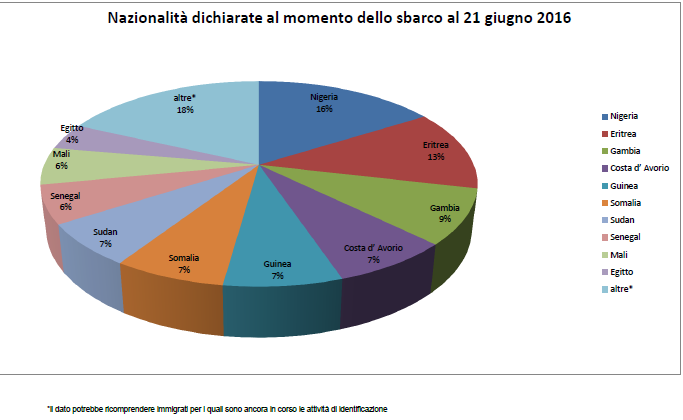 Nazionalità dichiarate al momento dello sbarco al 21 giugno 2016
altre*
18%
Nigeria
16%
Egitto
4%
Eritrea
13%
Mali
6%
Senegal
6%
Gambia
9%
Sudan
7%
Costa d' Avorio
7%
Somalia
7%
Guinea
7%
Nigeria
Eritrea
Gambia
Costa d' Avorio
Guinea
Somalia
Sudan
Senegal
Mali
Egitto
altre*
*Il dato potrebbe ricomprendere immigrati per i quali sono ancora in corso le attività di identificazione